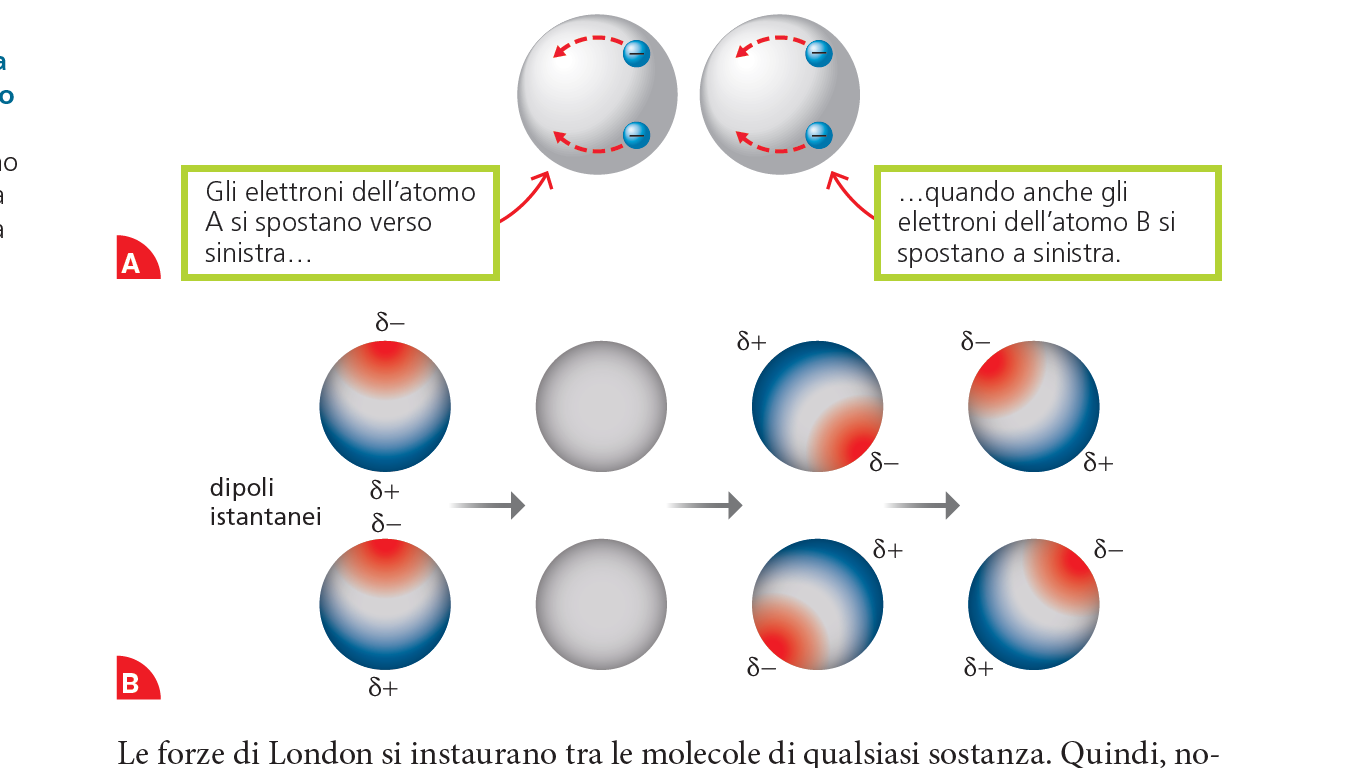 a
o
no
a
a
Gli elettroni dell'atomo
A si spostano verso
sinistra…
…quando anche gli
elettroni dell'atomo B si
spostano a sinistra.
A
−
−
−
−
δ−
δ+
δ−
δ+
dipoli
istantanei
δ−
δ+
δ+
δ−
δ−
δ+
δ−
δ+
B
Le forze di London si instaurano tra le molecole di qualsiasi sostanza. Quindi, no-